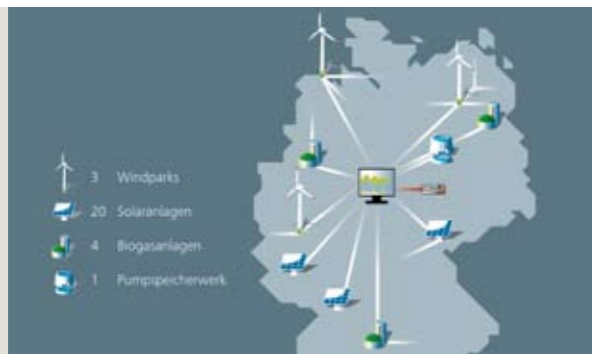 3 Windparks
20 Solaranlagen
4 Biogasanlagen
1 Pumpspeicherwerk